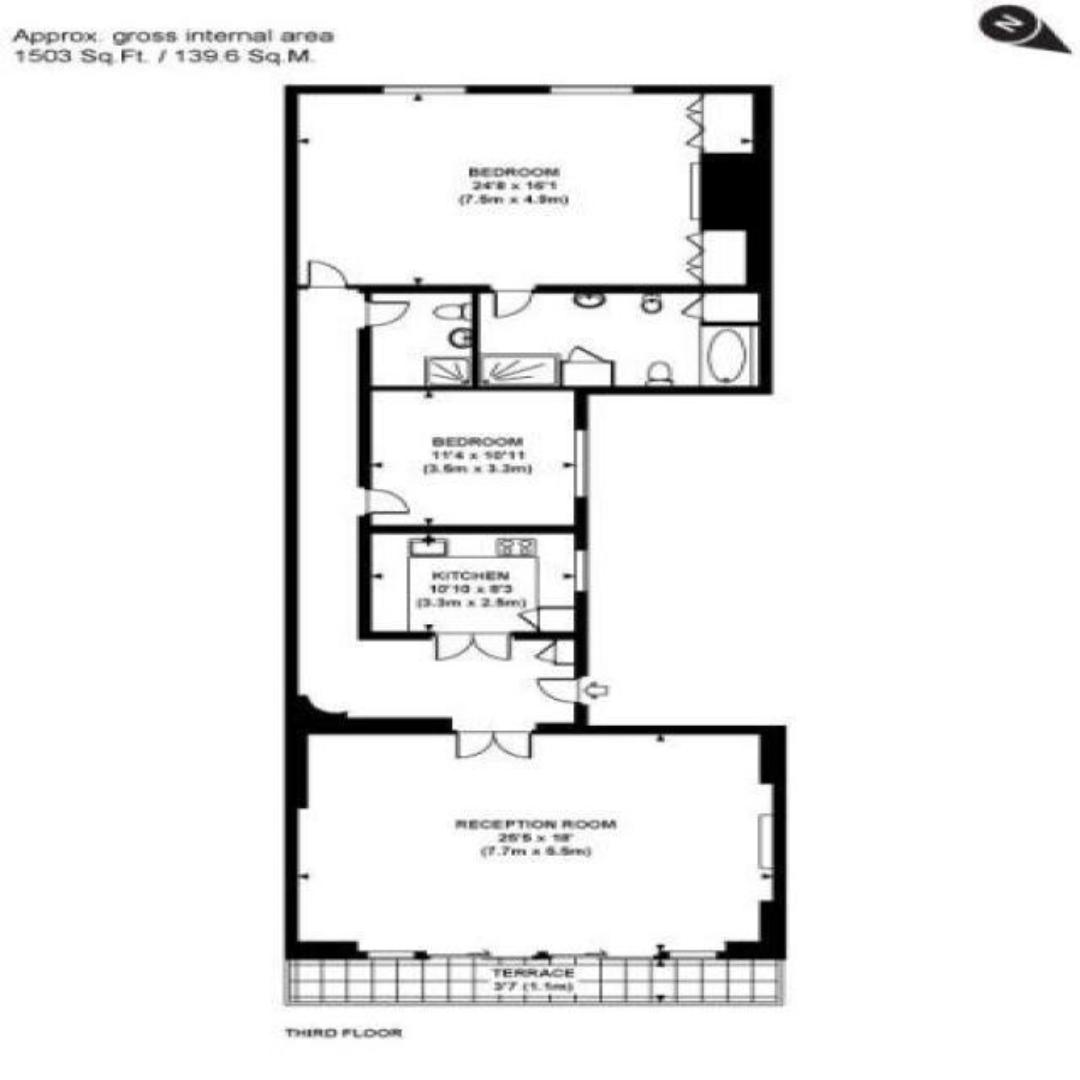 Approx. gross internal area
1503 Sq.Ft. / 139.6 Sq.M.
N
BEDROOM
24'8 x 16'1
(7.5m x 4.9m)
BEDROOM
11'4 x 10'11
(3.5m x 3.3m)
KITCHEN
10'10 x 8'3
(3.3m x 2.5m)
RECEPTION ROOM
25'5 x 18'
(7.7m x 5.5m)
TERRACE
3'7 (1.1m)
THIRD FLOOR